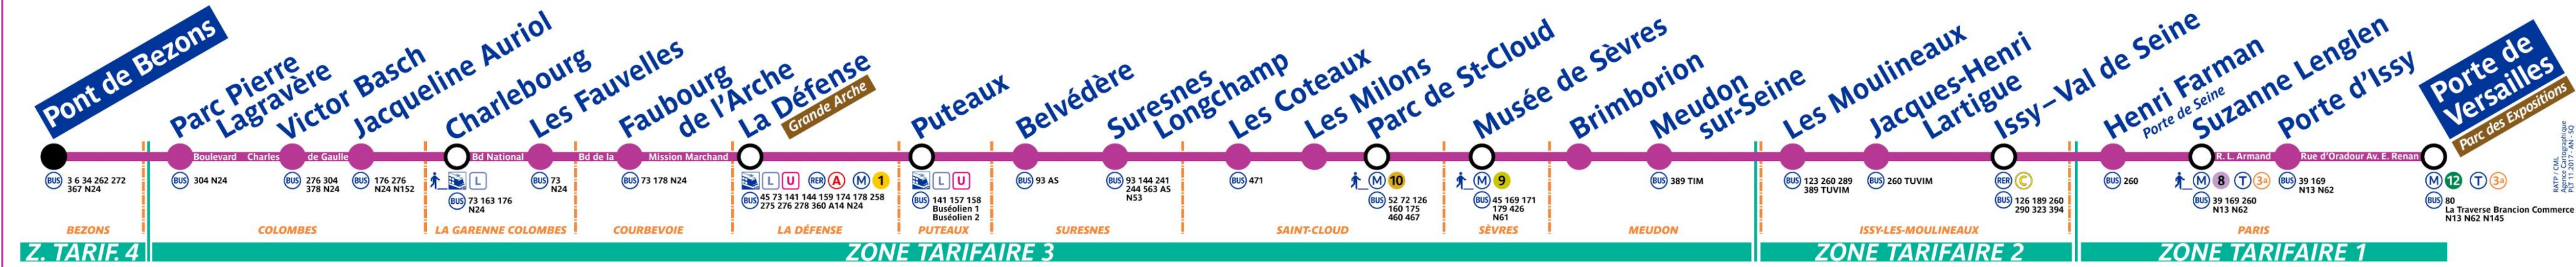 Pont de Bezons
Parc Pierre
Lagravère
Victor Basch
Jacqueline Auriol
Charlebourg
Les Fauvelles
Faubourg
de l'Arche
La Défense
Grande Arche
Puteaux
Belvédère
Suresnes
Longchamp
Les Coteaux
Les Milons
Parc de St-Cloud
Musée de Sèvres
Brimborion
Meudon
sur-Seine
Les Moulineaux
Jacques-Henri
Lartigue
Issy–Val de Seine
Henri Farman
Porte de Seine
Suzanne Lenglen
Porte d'Issy
Porte de
Versailles
Parc des Expositions
Boulevard Charles de Gaulle
Bd National
Bd de la Mission Marchand
R. L. Armand
Rue d'Oradour Av. E. Renan
BUS 3 6 34 262 272
367 N24
BUS 304 N24
BUS 276 304
378 N24
BUS 176 276
N24 N152
L
BUS 73 163 176
N24
BUS 73
N24
BUS 73 178 N24
L U RER A M 1
BUS 45 73 141 144 159 174 178 258
275 276 278 360 A14 N24
L U
BUS 141 157 158
Buséolien 1
Buséolien 2
BUS 93 AS
BUS 93 144 241
244 563 AS
N53
BUS 471
M 10
BUS 52 72 126
160 175
460 467
M 9
BUS 45 169 171
179 426
N61
BUS 389 TIM
BUS 123 260 289
389 TUVIM
BUS 260 TUVIM
RER C
BUS 126 189 260
290 323 394
BUS 260
M 8 T 3a
BUS 39 169 260
N13 N62
BUS 39 169
N13 N62
M 12 T 3a
BUS 80
La Traverse Brancion Commerce
N13 N62 N145
BEZONS
COLOMBES
LA GARENNE COLOMBES
COURBEVOIE
LA DÉFENSE
PUTEAUX
SURESNES
SAINT-CLOUD
SÈVRES
MEUDON
ISSY-LES-MOULINEAUX
PARIS
Z. TARIF. 4
ZONE TARIFAIRE 3
ZONE TARIFAIRE 2
ZONE TARIFAIRE 1
RATP / CML
Agence Cartographique
PLT 11.2017 - AN - SQ